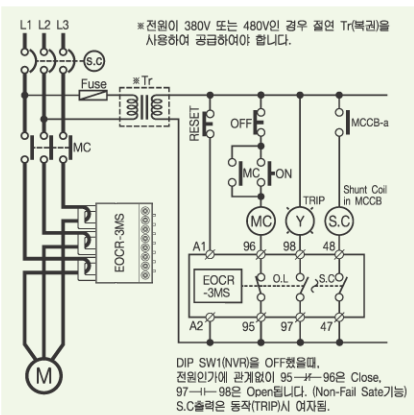 L1 L2 L3
※전원이 380V 또는 480V인 경우 절연 Tr(복권)을
사용하여 공급하여야 합니다.
S.C
Fuse
※Tr
RESET
OFF
MCCB-a
MC
MC
ON
TRIP
Shunt Coil
in MCCB
MC
Y
S.C
EOCR-3MS
A1
96
98
48
EOCR
-3MS
O.L
S.C
A2
95
97
47
M
DIP SW1(NVR)을 OFF했을때,
전원인가에 관계없이 95 96은 Close,
97 98은 Open됩니다. (Non-Fail Sate기능)
S.C출력은 동작(TRIP)시 여자됨.